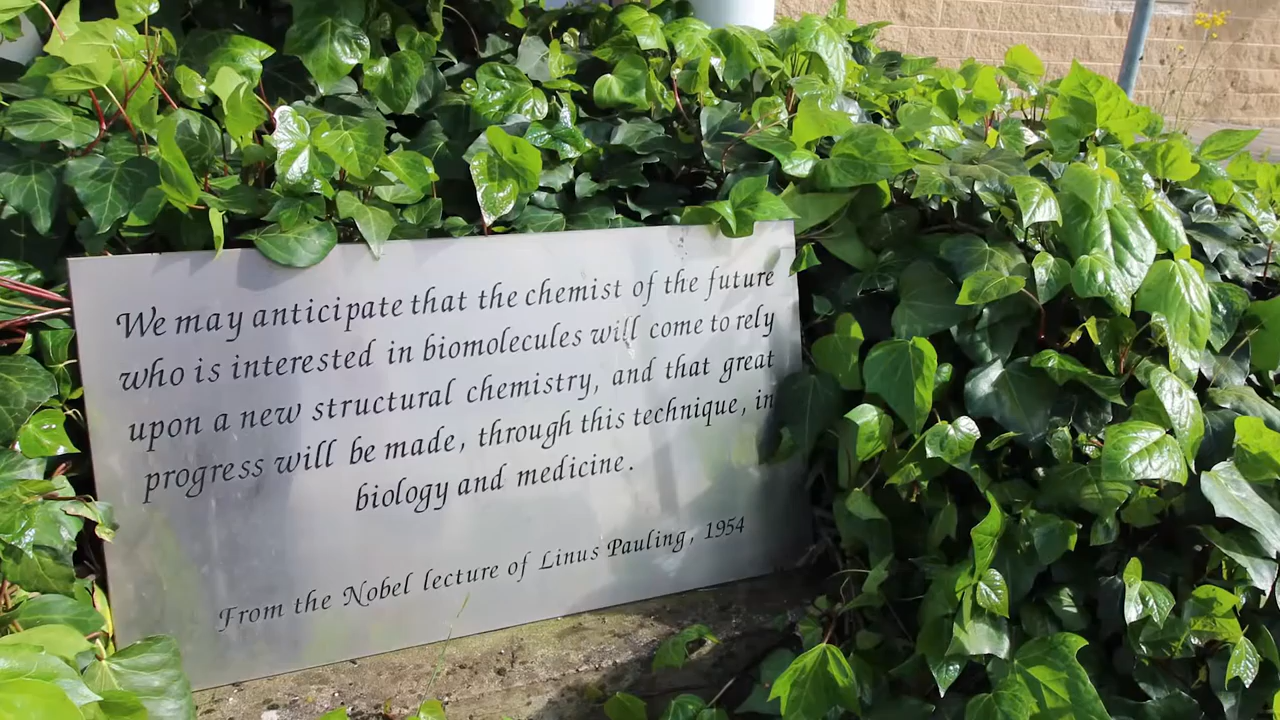 We may anticipate that the chemist of the future
who is interested in biomolecules will come to rely
upon a new structural chemistry, and that great
progress will be made, through this technique, in
biology and medicine.
From the Nobel lecture of Linus Pauling, 1954